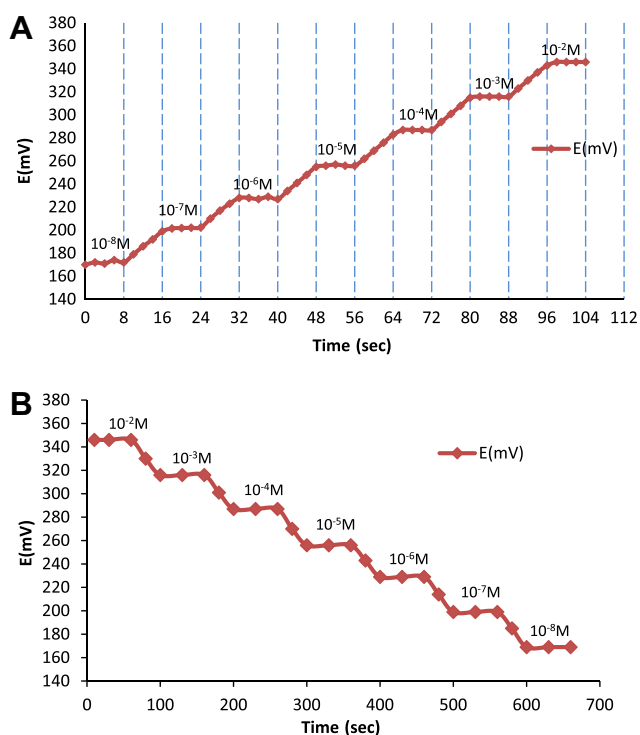 A
380
360
340
320
300
280
260
240
220
200
180
160
140
E(mV)
10⁻⁸M
10⁻⁷M
10⁻⁶M
10⁻⁵M
10⁻⁴M
10⁻³M
10⁻²M
E(mV)
0 8 16 24 32 40 48 56 64 72 80 88 96 104 112
Time (sec)
B
380
360
340
320
300
280
260
240
220
200
180
160
140
E(mV)
10⁻²M
10⁻³M
10⁻⁴M
10⁻⁵M
10⁻⁶M
10⁻⁷M
10⁻⁸M
E(mV)
0 100 200 300 400 500 600 700
Time (sec)